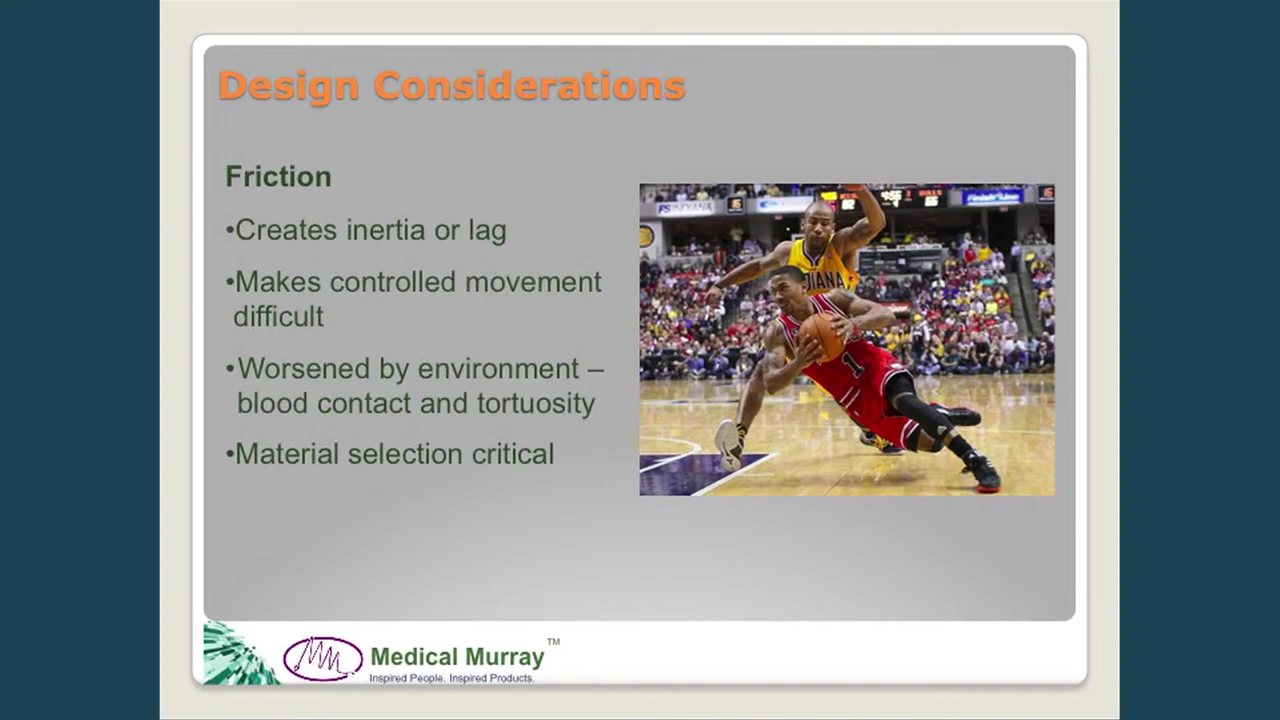 Design Considerations
Friction
•Creates inertia or lag
•Makes controlled movement
difficult
•Worsened by environment –
blood contact and tortuosity
•Material selection critical
DIANA
1
Medical Murray
TM
Inspired People. Inspired Products.